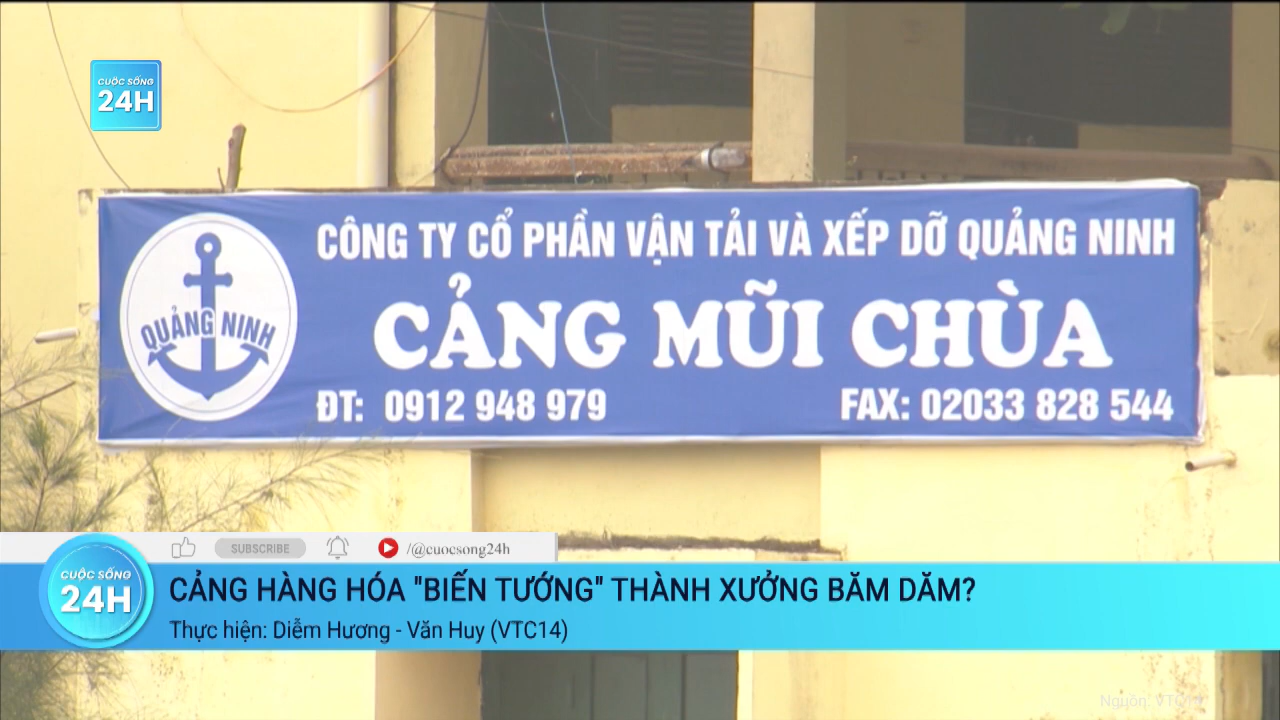 CUỘC SỐNG
24H
CÔNG TY CỔ PHẦN VẬN TẢI VÀ XẾP DỠ QUẢNG NINH
QUẢNG NINH
CẢNG MŨI CHÙA
ĐT: 0912 948 979
FAX: 02033 828 544
SUBSCRIBE
/@cuocsong24h
CUỘC SỐNG
24H
CẢNG HÀNG HÓA "BIẾN TƯỚNG" THÀNH XƯỞNG BĂM DĂM?
Thực hiện: Diễm Hương - Văn Huy (VTC14)
Nguồn: VTC14